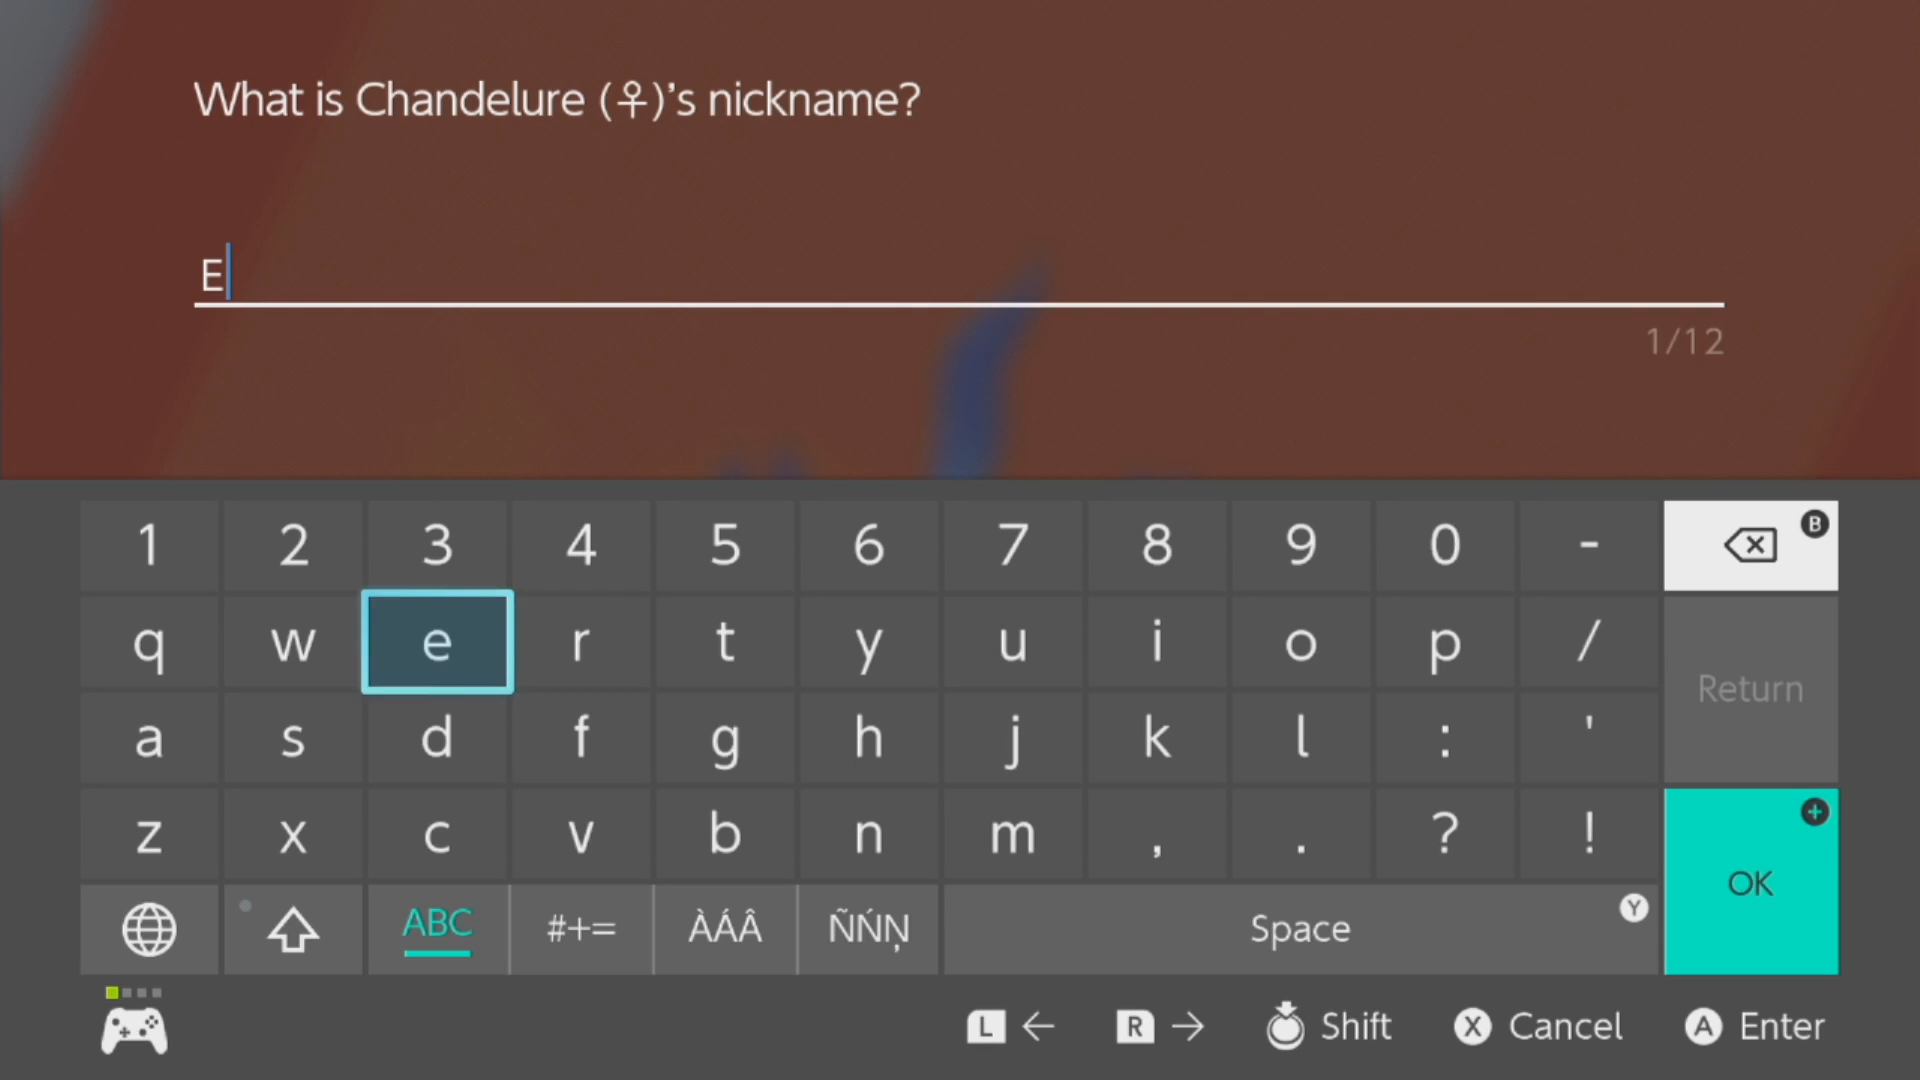 What is Chandelure (♀)'s nickname?
E
1/12
1 2 3 4 5 6 7 8 9 0 - B
q w e r t y u i o p / Return
a s d f g h j k l : '
z x c v b n m , . ? ! + OK
ABC #+= ÀÁÂ ÑŃŅ Space Y
L ← R → Shift X Cancel A Enter